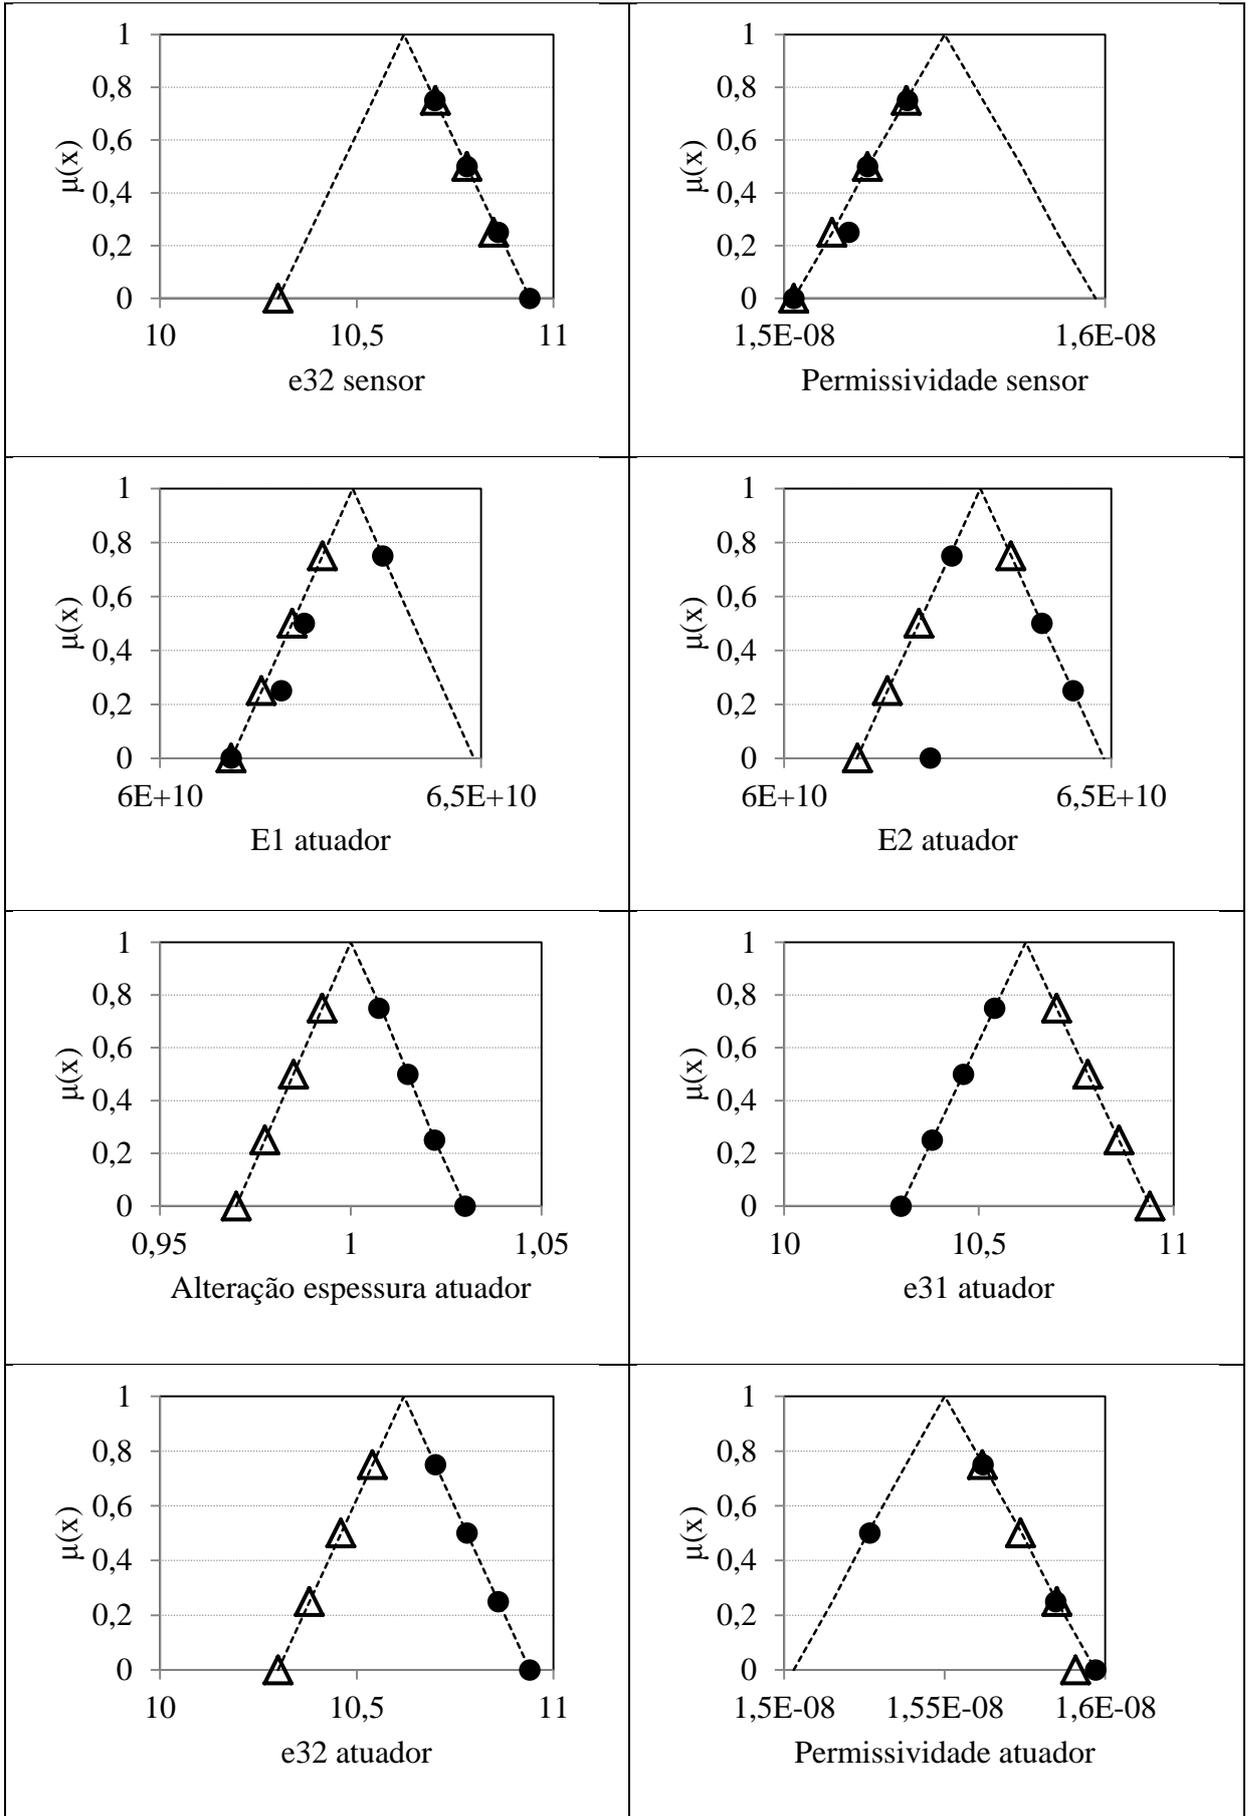 1
0,8
0,6
0,4
0,2
0
μ(x)
10 10,5 11
e32 sensor
1
0,8
0,6
0,4
0,2
0
μ(x)
1,5E-08 1,6E-08
Permissividade sensor
1
0,8
0,6
0,4
0,2
0
μ(x)
6E+10 6,5E+10
E1 atuador
1
0,8
0,6
0,4
0,2
0
μ(x)
6E+10 6,5E+10
E2 atuador
1
0,8
0,6
0,4
0,2
0
μ(x)
0,95 1 1,05
Alteração espessura atuador
1
0,8
0,6
0,4
0,2
0
μ(x)
10 10,5 11
e31 atuador
1
0,8
0,6
0,4
0,2
0
μ(x)
10 10,5 11
e32 atuador
1
0,8
0,6
0,4
0,2
0
μ(x)
1,5E-08 1,55E-08 1,6E-08
Permissividade atuador